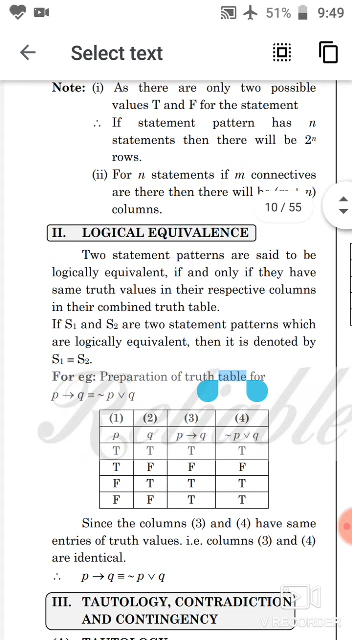 51% 9:49
Select text
Note: (i) As there are only two possible
values T and F for the statement
∴ If statement pattern has n
statements then there will be 2ⁿ
rows.
(ii) For n statements if m connectives
are there then there will n)
columns.
10 / 55
II. LOGICAL EQUIVALENCE
Two statement patterns are said to be
logically equivalent, if and only if they have
same truth values in their respective columns
in their combined truth table.
If S₁ and S₂ are two statement patterns which
are logically equivalent, then it is denoted by
S₁ ≡ S₂.
For eg: Preparation of truth table for
p → q ≡ ~ p ∨ q
(1) (2) (3) (4)
p q p → q ~ p ∨ q
T T T T
T F F F
F T T T
F F T T
Reliable
Since the columns (3) and (4) have same
entries of truth values. i.e. columns (3) and (4)
are identical.
∴ p → q ≡ ~ p ∨ q
III. TAUTOLOGY, CONTRADICTION
AND CONTINGENCY
TAUTOLOGY
V RECORDER